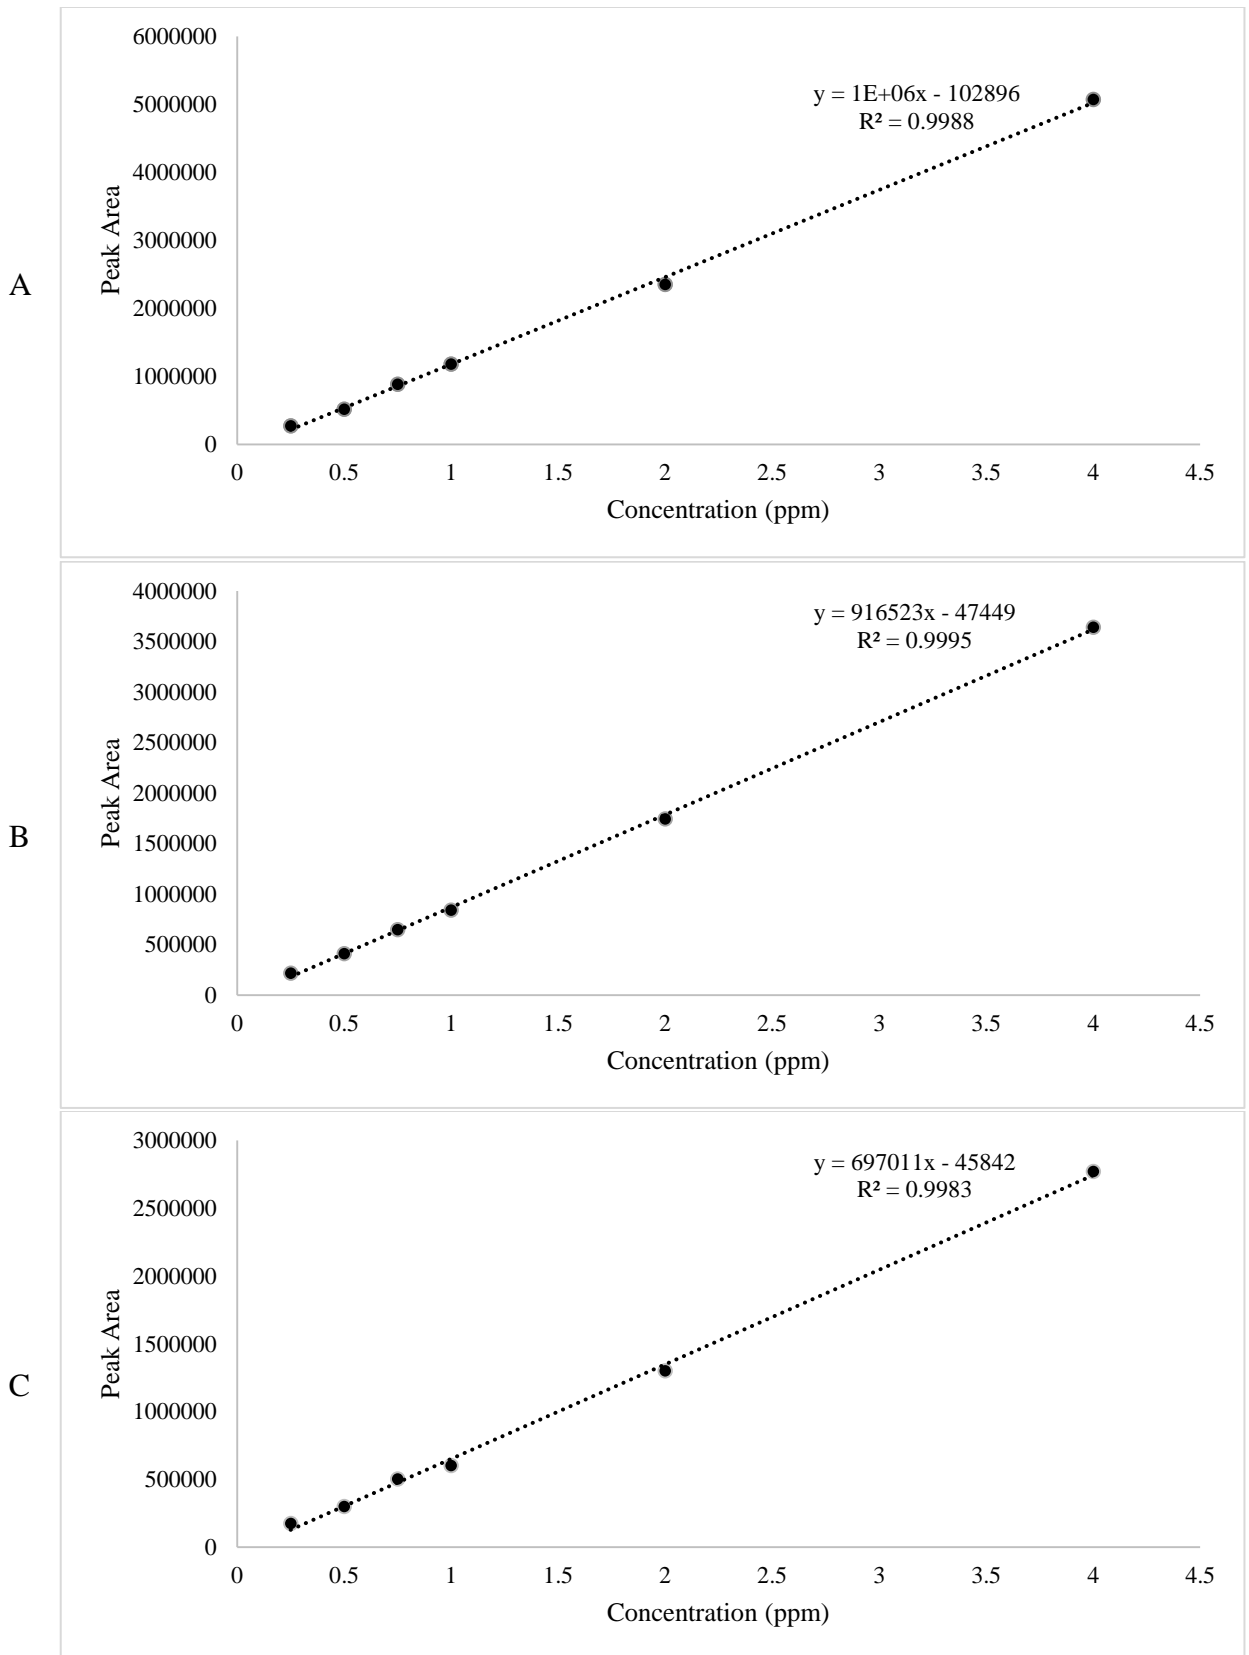 A
6000000
5000000
4000000
3000000
2000000
1000000
0
Peak Area
y = 1E+06x - 102896
R² = 0.9988
0 0.5 1 1.5 2 2.5 3 3.5 4 4.5
Concentration (ppm)
B
4000000
3500000
3000000
2500000
2000000
1500000
1000000
500000
0
Peak Area
y = 916523x - 47449
R² = 0.9995
0 0.5 1 1.5 2 2.5 3 3.5 4 4.5
Concentration (ppm)
C
3000000
2500000
2000000
1500000
1000000
500000
0
Peak Area
y = 697011x - 45842
R² = 0.9983
0 0.5 1 1.5 2 2.5 3 3.5 4 4.5
Concentration (ppm)